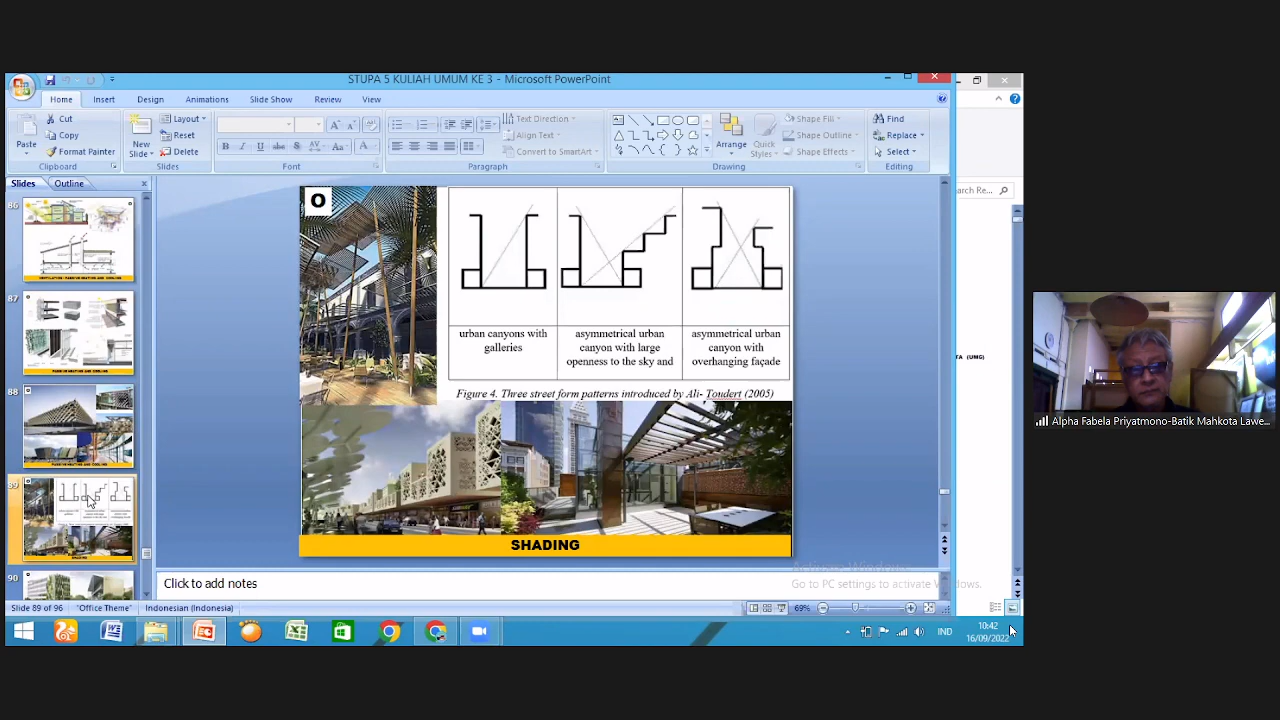 STUPA 5 KULIAH UMUM KE 3 - Microsoft PowerPoint
Home Insert Design Animations Slide Show Review View
Paste
Cut
Copy
Format Painter
Clipboard
New Slide
Layout
Reset
Delete
Slides
Font
Paragraph
Text Direction
Align Text
Convert to SmartArt
Arrange
Quick Styles
Shape Fill
Shape Outline
Shape Effects
Drawing
Find
Replace
Select
Editing
Slides Outline
86
87
88
89
90
O
urban canyons with
galleries
asymmetrical urban
canyon with large
openness to the sky and
asymmetrical urban
canyon with
overhanging façade
Figure 4. Three street form patterns introduced by Ali- Toudert (2005)
SHADING
Click to add notes
Activate Windows
Go to PC settings to activate Windows.
Slide 89 of 96 "Office Theme" Indonesian (Indonesia)
69%
IND
10:42
16/09/2022
arch Re...
(UMG)
Alpha Fabela Priyatmono-Batik Mahkota Lawe...